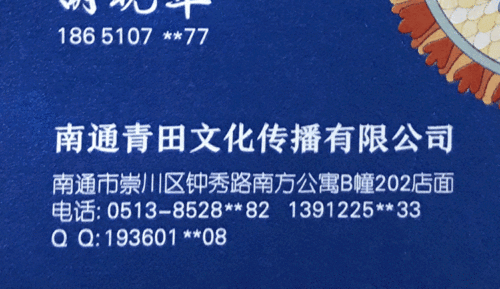 1865107 **77
南通青田文化传播有限公司
南通市崇川区钟秀路南方公寓B幢202店面
电话: 0513-8528**82 1391225**33
Q Q:193601 **08